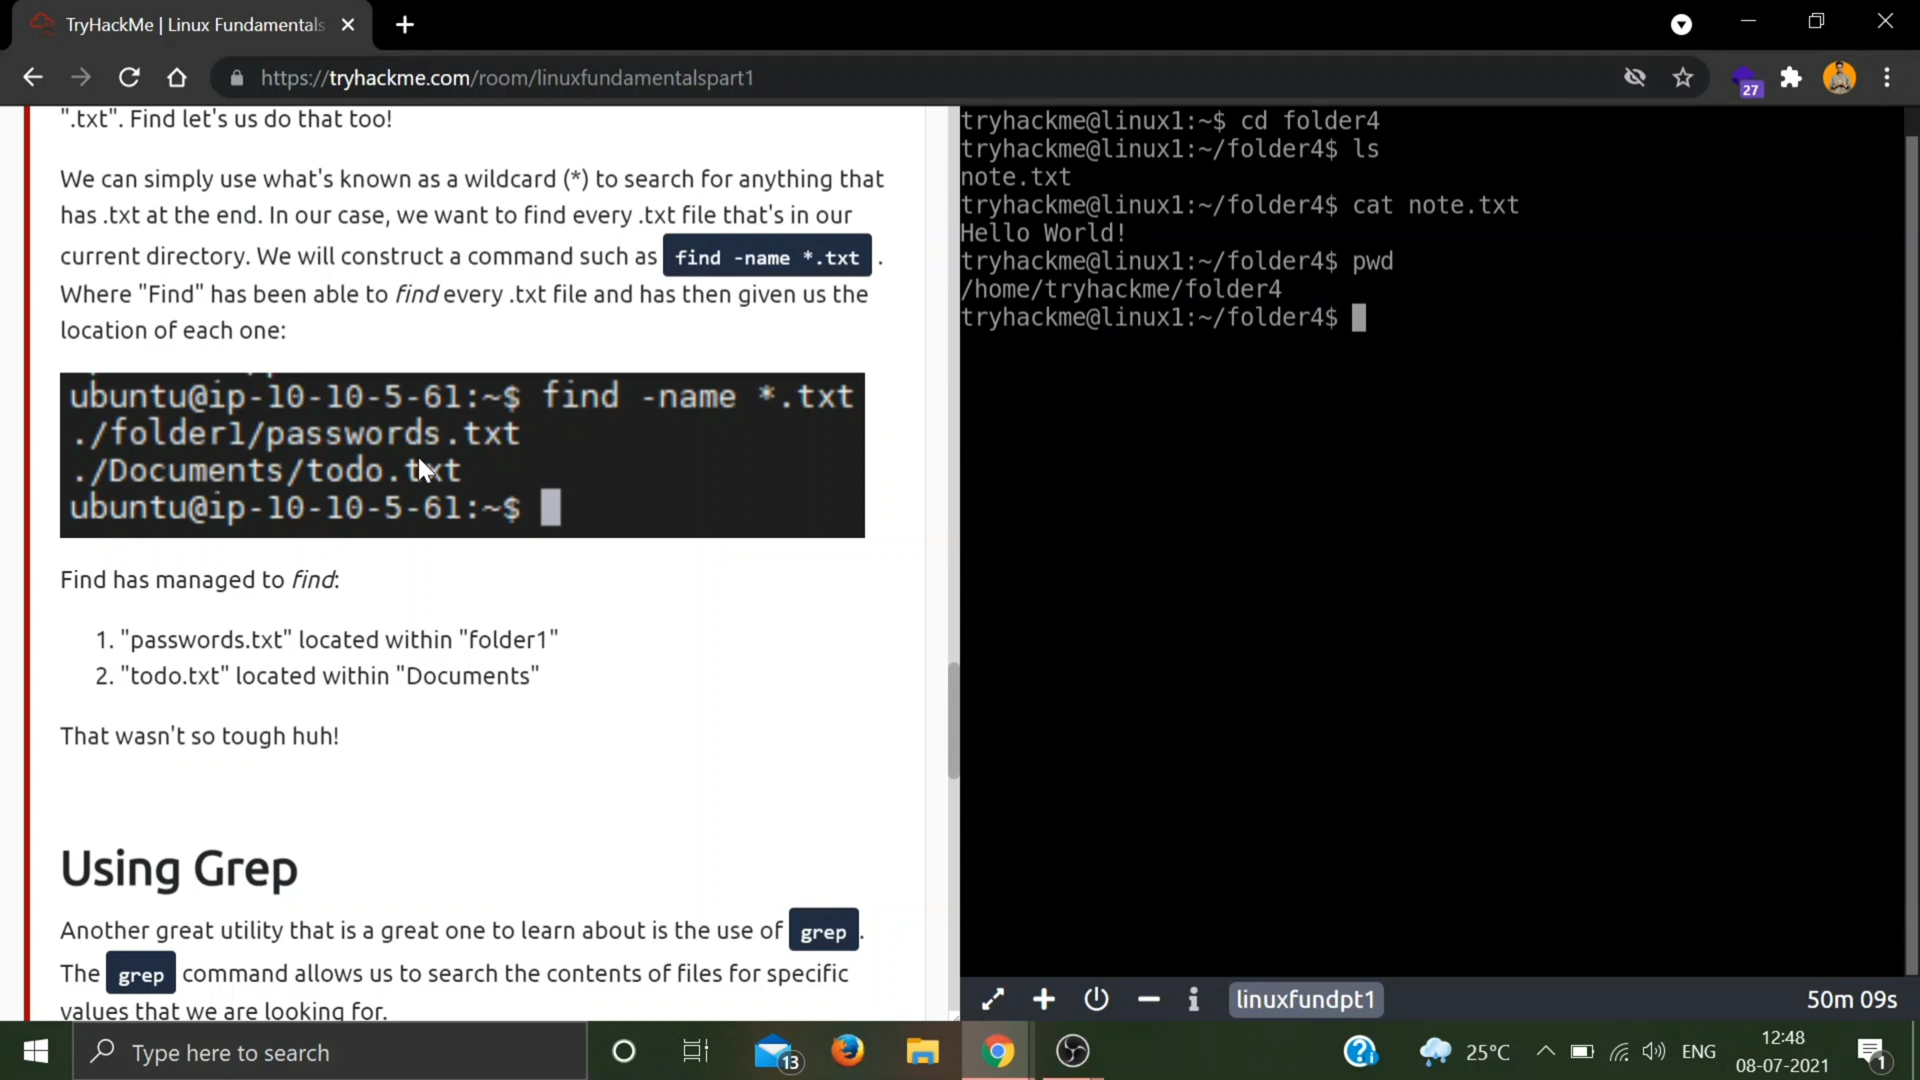 TryHackMe | Linux Fundamentals
https://tryhackme.com/room/linuxfundamentalspart1
27
".txt". Find let's us do that too!
We can simply use what's known as a wildcard (*) to search for anything that
has .txt at the end. In our case, we want to find every .txt file that's in our
current directory. We will construct a command such as find -name *.txt .
Where "Find" has been able to find every .txt file and has then given us the
location of each one:
ubuntu@ip-10-10-5-61:~$ find -name *.txt
./folder1/passwords.txt
./Documents/todo.txt
ubuntu@ip-10-10-5-61:~$
Find has managed to find:
1. "passwords.txt" located within "folder1"
2. "todo.txt" located within "Documents"
That wasn't so tough huh!
Using Grep
Another great utility that is a great one to learn about is the use of grep.
The grep command allows us to search the contents of files for specific
values that we are looking for.
tryhackme@linux1:~$ cd folder4
tryhackme@linux1:~/folder4$ ls
note.txt
tryhackme@linux1:~/folder4$ cat note.txt
Hello World!
tryhackme@linux1:~/folder4$ pwd
/home/tryhackme/folder4
tryhackme@linux1:~/folder4$
linuxfundpt1
50m 09s
Type here to search
13
25°C
ENG
12:48
08-07-2021
1